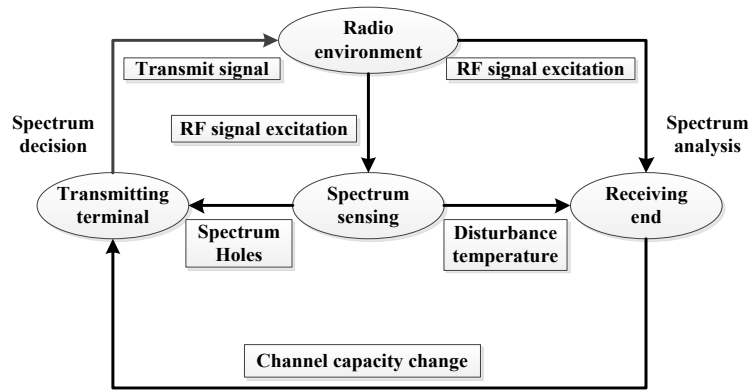 Radio
environment
Transmit signal
RF signal excitation
RF signal excitation
Spectrum
decision
Spectrum
analysis
Transmitting
terminal
Spectrum
sensing
Receiving
end
Spectrum
Holes
Disturbance
temperature
Channel capacity change